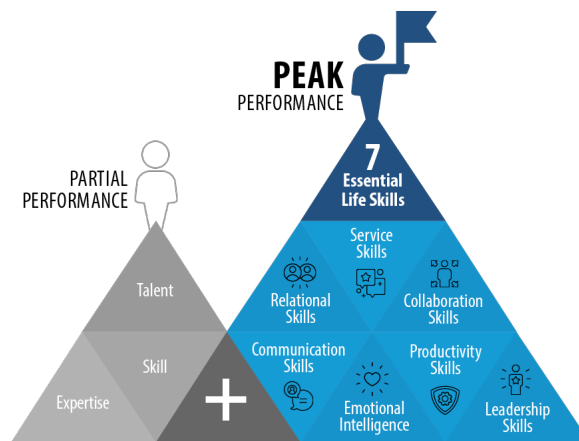 PEAK
PERFORMANCE
PARTIAL
PERFORMANCE
7
Essential
Life Skills
Service
Skills
Talent
Relational
Skills
Collaboration
Skills
Communication
Skills
Productivity
Skills
Skill
Expertise
+
Emotional
Intelligence
Leadership
Skills